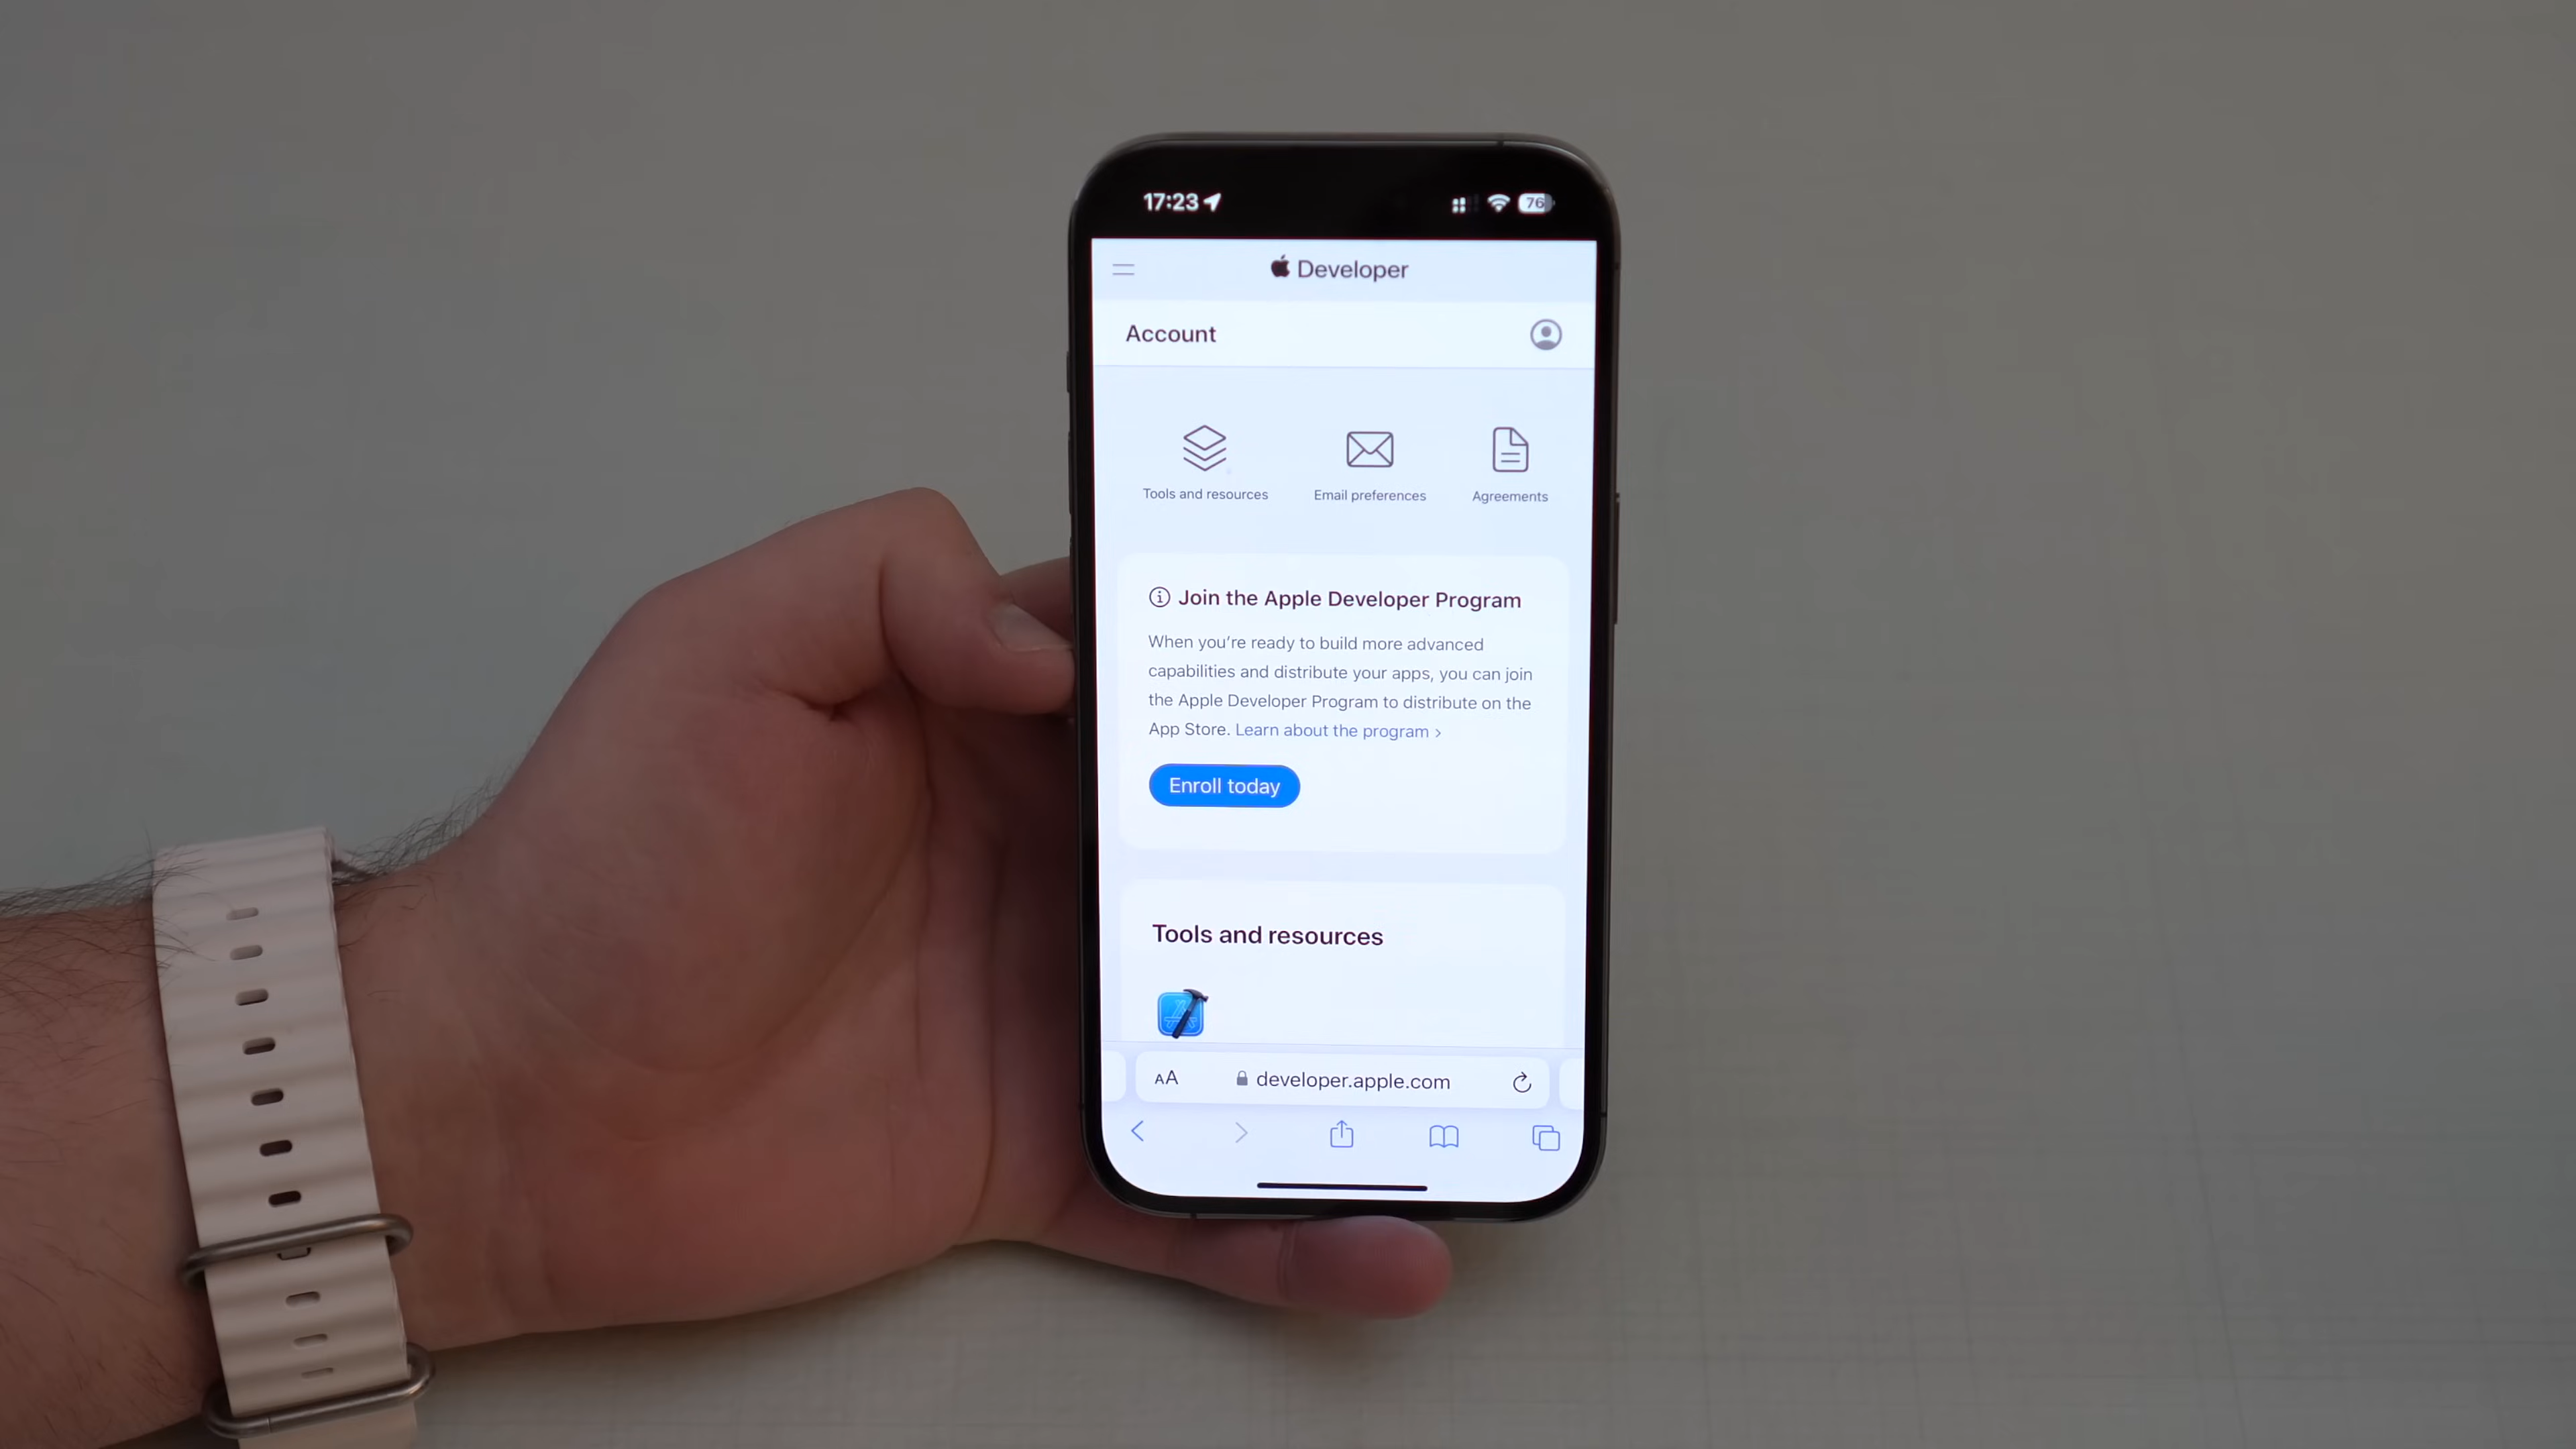 17:23
76
Developer
Account
Tools and resources
Email preferences
Agreements
Join the Apple Developer Program
When you’re ready to build more advanced
capabilities and distribute your apps, you can join
the Apple Developer Program to distribute on the
App Store. Learn about the program >
Enroll today
Tools and resources
AA
developer.apple.com